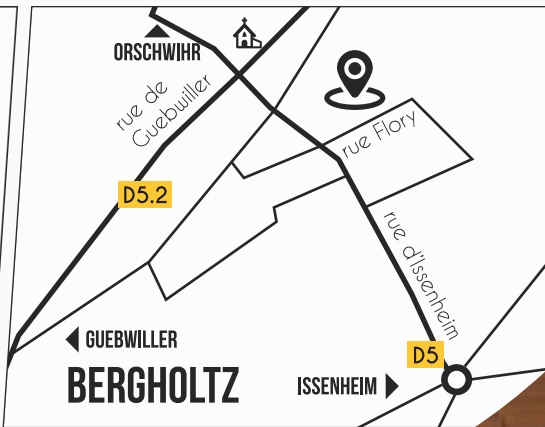 ORSCHWIHR
rue de
Guebwiller
rue Flory
D5.2
rue d'Issenheim
GUEBWILLER
D5
BERGHOLTZ
ISSENHEIM